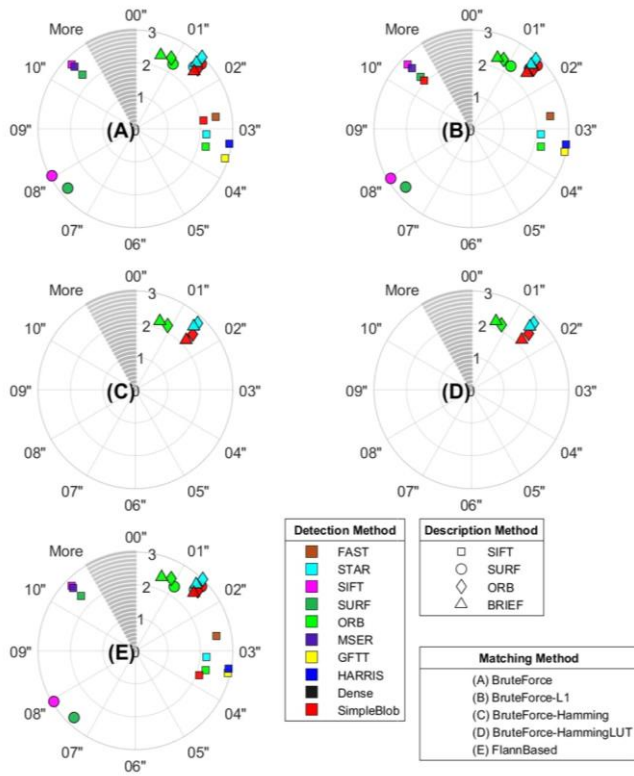 00"
01"
02"
03"
04"
05"
06"
07"
08"
09"
10"
More
3
2
1
0
(A)
00"
01"
02"
03"
04"
05"
06"
07"
08"
09"
10"
More
3
2
1
0
(B)
00"
01"
02"
03"
04"
05"
06"
07"
08"
09"
10"
More
3
2
1
0
(C)
00"
01"
02"
03"
04"
05"
06"
07"
08"
09"
10"
More
3
2
1
0
(D)
00"
01"
02"
03"
04"
05"
06"
07"
08"
09"
10"
More
3
2
1
0
(E)
Detection Method
FAST
STAR
SIFT
SURF
ORB
MSER
GFTT
HARRIS
Dense
SimpleBlob
Description Method
SIFT
SURF
ORB
BRIEF
Matching Method
(A) BruteForce
(B) BruteForce-L1
(C) BruteForce-Hamming
(D) BruteForce-HammingLUT
(E) FlannBased